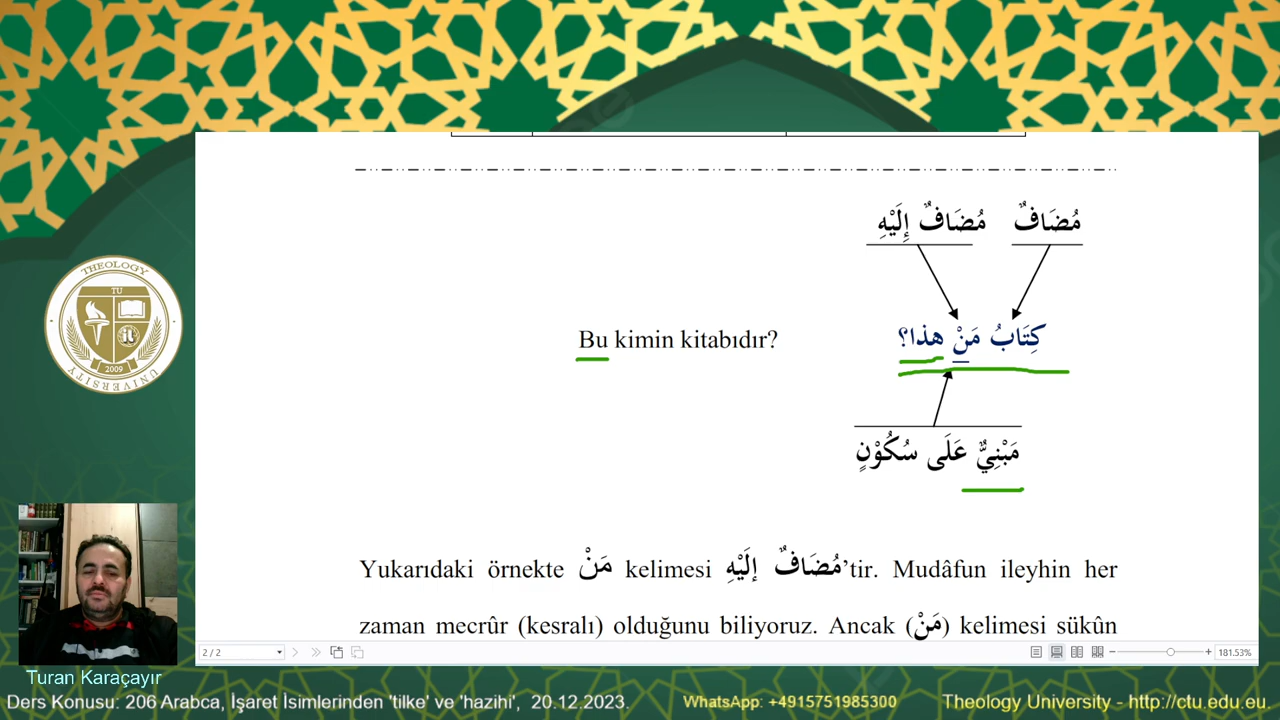 مُضَافٌ مُضَافٌ إِلَيْهِ
Bu kimin kitabıdır? كِتَابُ مَنْ هذا؟
مَبْنِيٌّ عَلَى سُكُوْنٍ
Yukarıdaki örnekte مَنْ kelimesi مُضَافٌ إلَيْهِ’tir. Mudâfun ileyhin her
zaman mecrûr (kesralı) olduğunu biliyoruz. Ancak (مَنْ) kelimesi sükûn
2 / 2
181.53%
THEOLOGY
TU
2009
UNIVERSITY
Turan Karaçayır
Ders Konusu: 206 Arabca, İşaret İsimlerinden 'tilke' ve 'hazihi', 20.12.2023. WhatsApp: +4915751985300 Theology University - http://ctu.edu.eu.